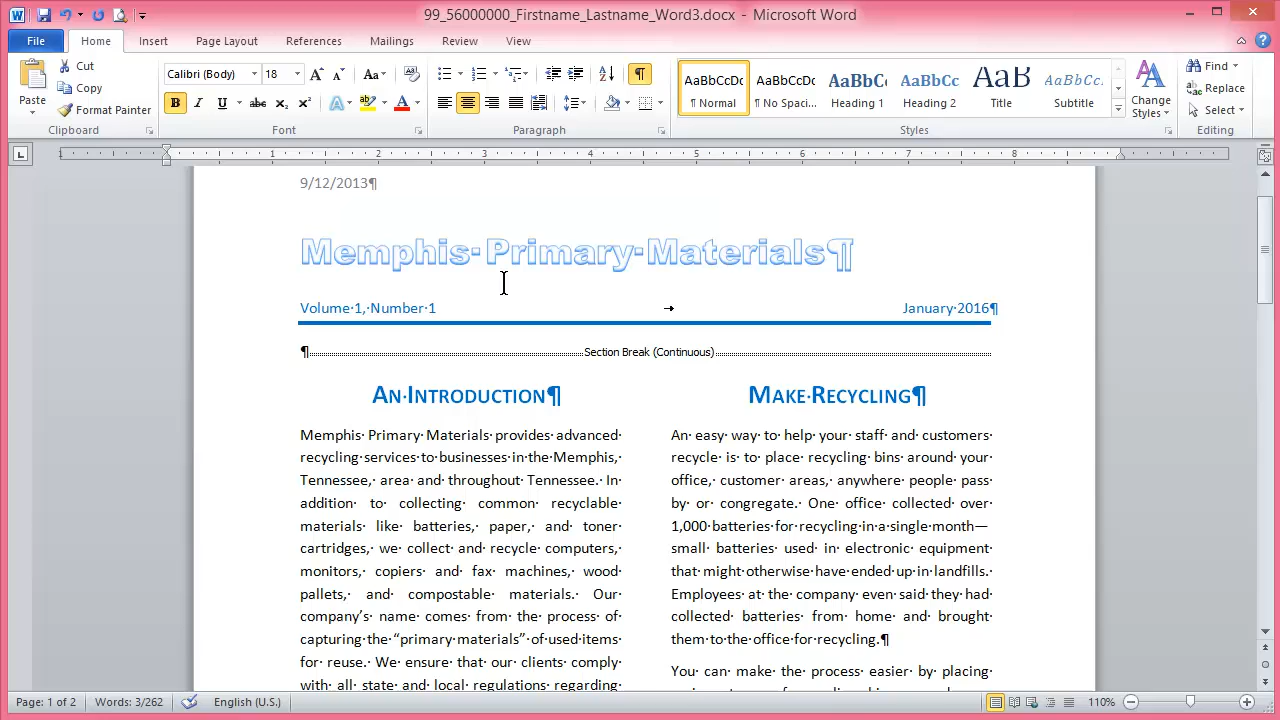 99_56000000_Firstname_Lastname_Word3.docx - Microsoft Word
File Home Insert Page Layout References Mailings Review View
Paste
Cut
Copy
Format Painter
Clipboard
Calibri (Body) 18
Font
Paragraph
AaBbCcDc AaBbCcDc AaBbCc AaBbCc AaB AaBbCc.
¶ Normal ¶ No Spaci... Heading 1 Heading 2 Title Subtitle
Change Styles
Styles
Find
Replace
Select
Editing
1 1 2 3 4 5 6 7 8
9/12/2013¶
Memphis· Primary· Materials¶
Volume·1,·Number·1 → January·2016¶
¶ Section Break (Continuous)
AN·INTRODUCTION¶
Memphis· Primary· Materials· provides· advanced·
recycling·services·to·businesses·in·the·Memphis,·
Tennessee,· area· and· throughout· Tennessee.· In·
addition· to· collecting· common· recyclable·
materials· like· batteries,· paper,· and· toner·
cartridges,· we· collect· and· recycle· computers,·
monitors,· copiers· and· fax· machines,· wood·
pallets,· and· compostable· materials.· Our·
company's· name· comes· from· the· process· of·
capturing·the·“primary·materials”·of·used·items·
for· reuse.· We· ensure· that· our· clients· comply·
with· all· state· and· local· regulations· regarding·
MAKE·RECYCLING¶
An· easy· way· to· help· your· staff· and· customers·
recycle· is· to· place· recycling· bins· around· your·
office,· customer· areas,· anywhere· people· pass·
by· or· congregate.· One· office· collected· over·
1,000·batteries·for·recycling·in·a·single·month—
small· batteries· used· in· electronic· equipment·
that·might·otherwise·have·ended·up·in·landfills.·
Employees· at· the· company· even· said· they· had·
collected· batteries· from· home· and· brought·
them·to·the·office·for·recycling.¶
You· can· make· the· process· easier· by· placing·
Page: 1 of 2 Words: 3/262 English (U.S.) 110%